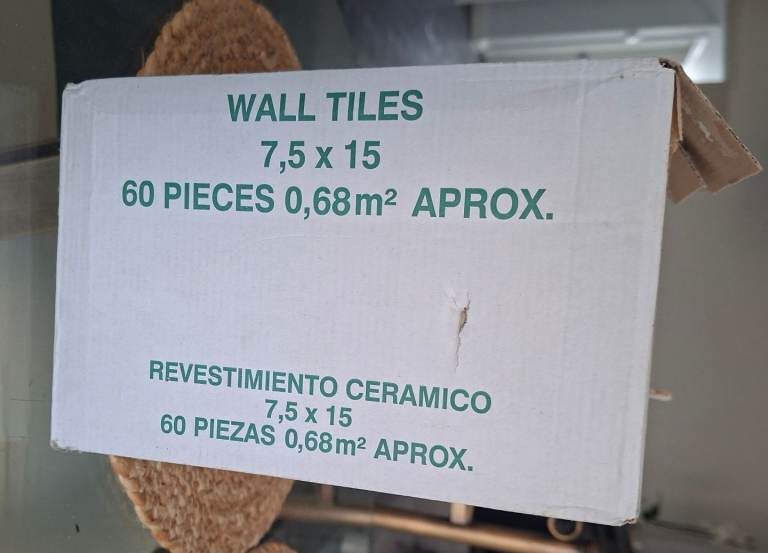 WALL TILES
7,5 x 15
60 PIECES 0,68m² APROX.
REVESTIMIENTO CERAMICO
7,5 x 15
60 PIEZAS 0,68m² APROX.